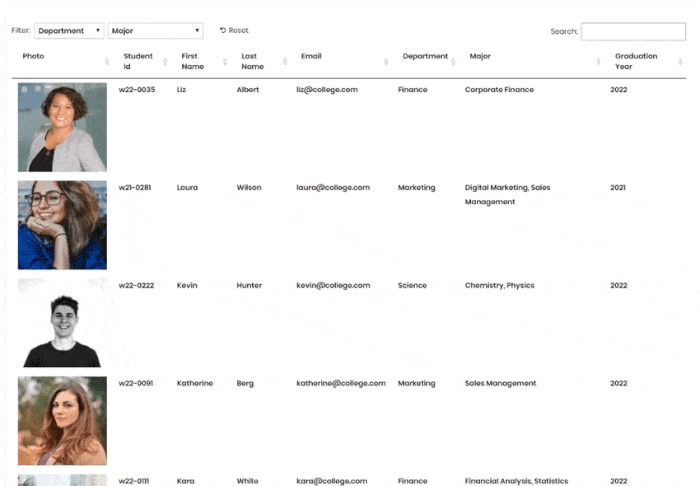 Filter: Department Major Reset Search:
Photo Student Id First Name Last Name Email Department Major Graduation Year
w22-0035 Liz Albert liz@college.com Finance Corporate Finance 2022
w21-0281 Laura Wilson laura@college.com Marketing Digital Marketing, Sales Management 2021
w22-0222 Kevin Hunter kevin@college.com Science Chemistry, Physics 2022
w22-0091 Katherine Berg katherine@college.com Marketing Sales Management 2022
w22-0111 Kara White kara@college.com Finance Financial Analysis, Statistics 2022